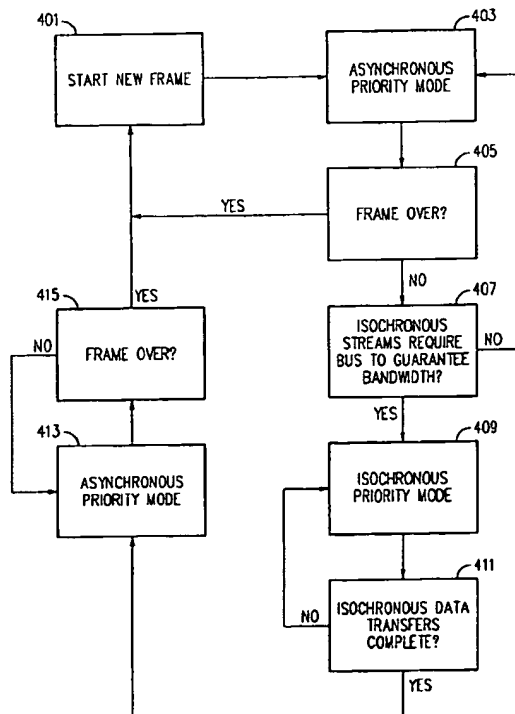 401
START NEW FRAME
403
ASYNCHRONOUS
PRIORITY MODE
405
FRAME OVER?
YES
NO
407
ISOCHRONOUS
STREAMS REQUIRE
BUS TO GUARANTEE
BANDWIDTH?
NO
YES
409
ISOCHRONOUS
PRIORITY MODE
411
ISOCHRONOUS DATA
TRANSFERS
COMPLETE?
NO
YES
413
ASYNCHRONOUS
PRIORITY MODE
415
FRAME OVER?
NO
YES